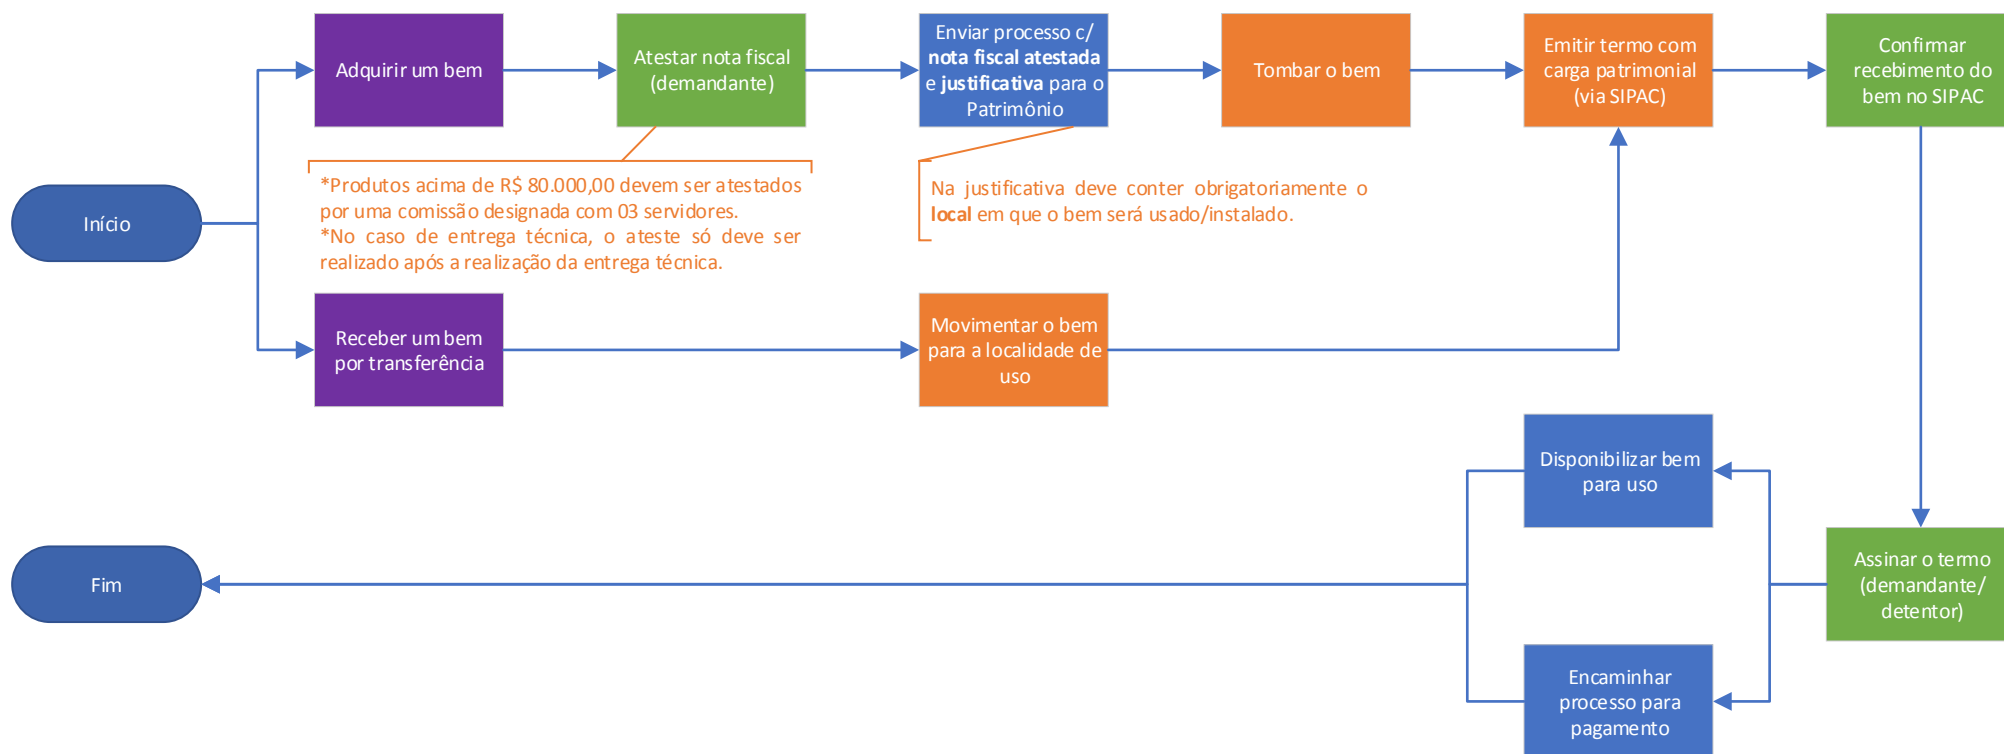 Adquirir um bem
Atestar nota fiscal
(demandante)
Enviar processo c/
nota fiscal atestada
e justificativa para o
Patrimônio
Tombar o bem
Emitir termo com
carga patrimonial
(via SIPAC)
Confirmar
recebimento do
bem no SIPAC
*Produtos acima de R$ 80.000,00 devem ser atestados
por uma comissão designada com 03 servidores.
*No caso de entrega técnica, o ateste só deve ser
realizado após a realização da entrega técnica.
Na justificativa deve conter obrigatoriamente o
local em que o bem será usado/instalado.
Início
Receber um bem
por transferência
Movimentar o bem
para a localidade de
uso
Disponibilizar bem
para uso
Fim
Assinar o termo
(demandante/
detentor)
Encaminhar
processo para
pagamento